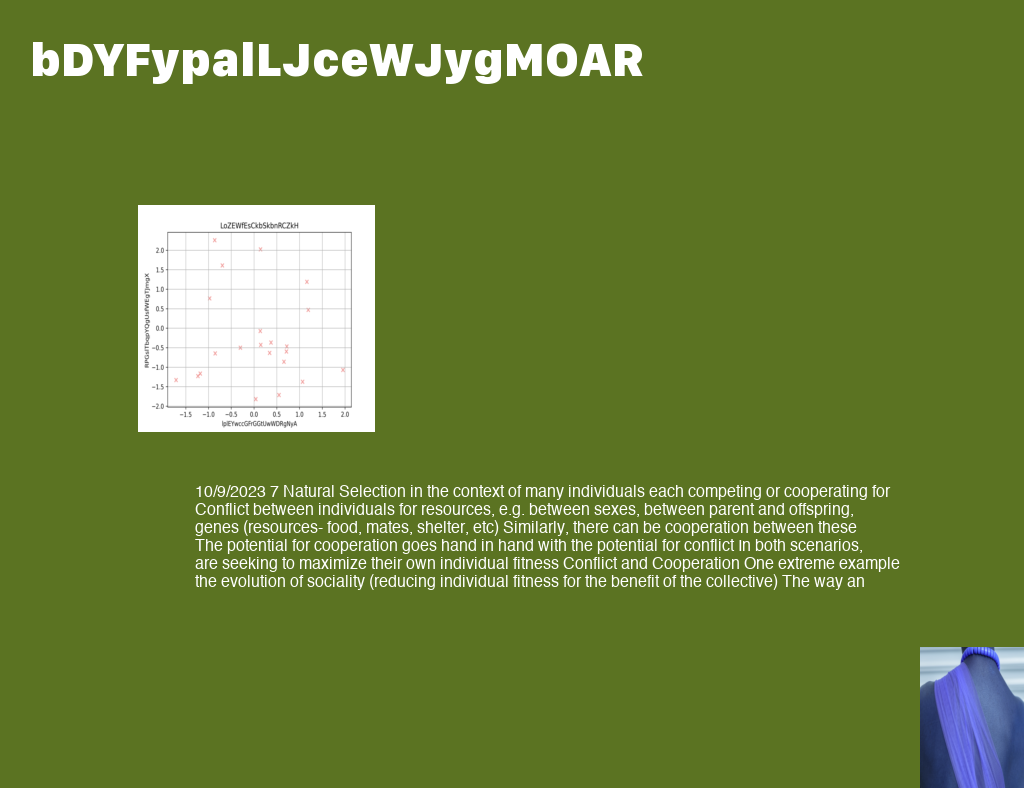 bDYFypalLJceWJygMOAR
LoZEWfEsCkbSkbnRCZkH
2.0
1.5
1.0
0.5
0.0
−0.5
−1.0
−1.5
−2.0
−1.5 −1.0 −0.5 0.0 0.5 1.0 1.5 2.0
10/9/2023 7 Natural Selection in the context of many individuals each competing or cooperating for
Conflict between individuals for resources, e.g. between sexes, between parent and offspring,
genes (resources- food, mates, shelter, etc) Similarly, there can be cooperation between these
The potential for cooperation goes hand in hand with the potential for conflict In both scenarios,
are seeking to maximize their own individual fitness Conflict and Cooperation One extreme example
the evolution of sociality (reducing individual fitness for the benefit of the collective) The way an